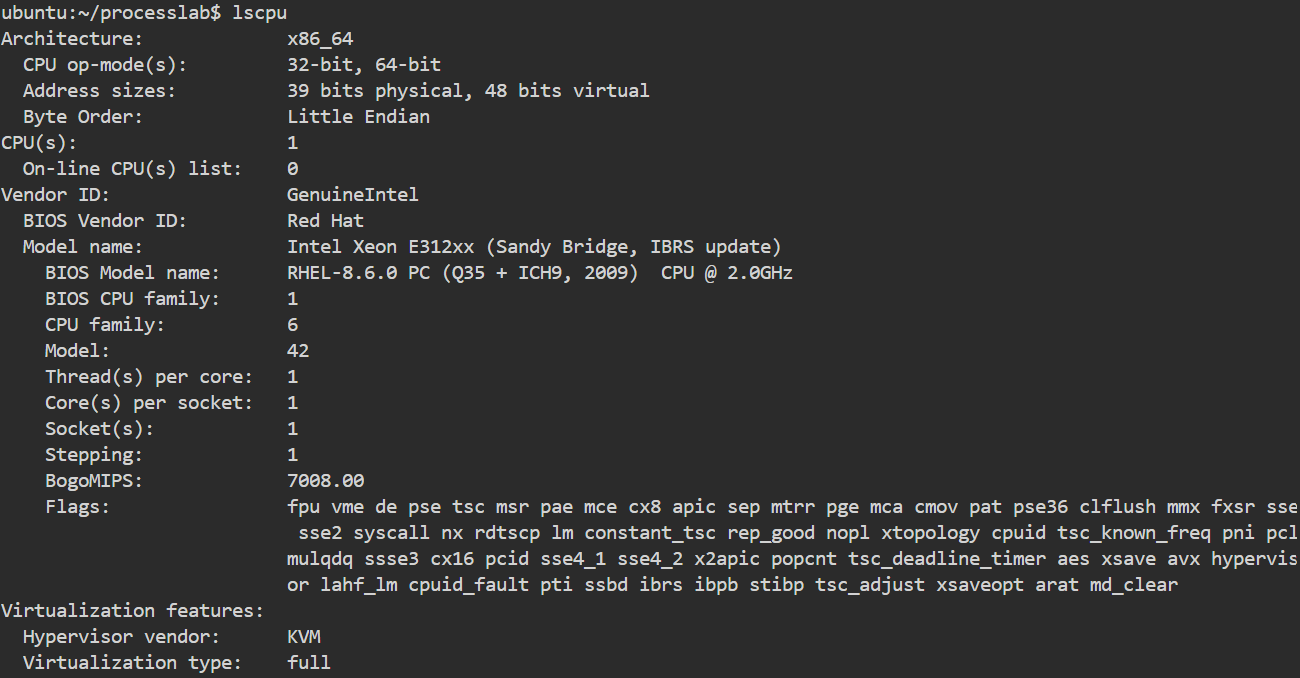 ubuntu:~/processlab$ lscpu
Architecture:             x86_64
  CPU op-mode(s):         32-bit, 64-bit
  Address sizes:          39 bits physical, 48 bits virtual
  Byte Order:             Little Endian
CPU(s):                   1
  On-line CPU(s) list:    0
Vendor ID:                GenuineIntel
  BIOS Vendor ID:         Red Hat
  Model name:             Intel Xeon E312xx (Sandy Bridge, IBRS update)
    BIOS Model name:      RHEL-8.6.0 PC (Q35 + ICH9, 2009)  CPU @ 2.0GHz
    BIOS CPU family:      1
    CPU family:           6
    Model:                42
    Thread(s) per core:   1
    Core(s) per socket:   1
    Socket(s):            1
    Stepping:             1
    BogoMIPS:             7008.00
    Flags:                fpu vme de pse tsc msr pae mce cx8 apic sep mtrr pge mca cmov pat pse36 clflush mmx fxsr sse
                           sse2 syscall nx rdtscp lm constant_tsc rep_good nopl xtopology cpuid tsc_known_freq pni pcl
                          mulqdq ssse3 cx16 pcid sse4_1 sse4_2 x2apic popcnt tsc_deadline_timer aes xsave avx hypervis
                          or lahf_lm cpuid_fault pti ssbd ibrs ibpb stibp tsc_adjust xsaveopt arat md_clear
Virtualization features:
  Hypervisor vendor:      KVM
  Virtualization type:    full